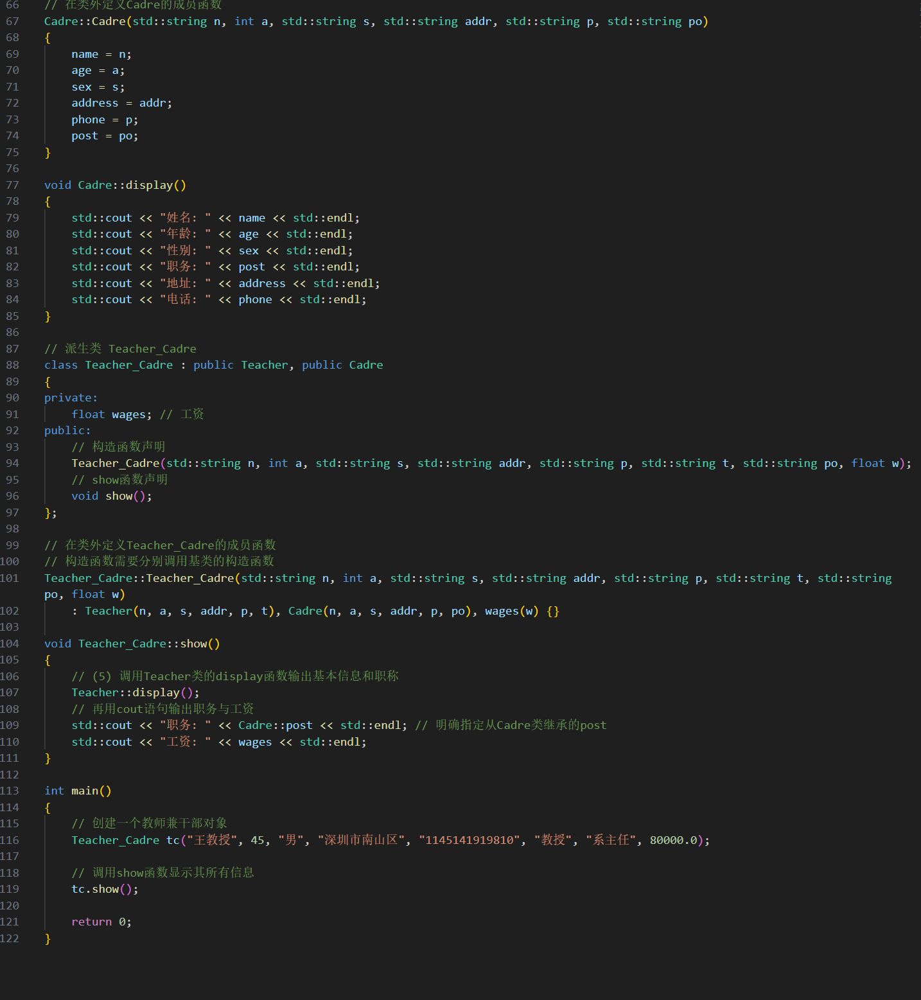 66 // 在类外定义Cadre的成员函数
67 Cadre::Cadre(std::string n, int a, std::string s, std::string addr, std::string p, std::string po)
68 {
69     name = n;
70     age = a;
71     sex = s;
72     address = addr;
73     phone = p;
74     post = po;
75 }
76
77 void Cadre::display()
78 {
79     std::cout << "姓名: " << name << std::endl;
80     std::cout << "年龄: " << age << std::endl;
81     std::cout << "性别: " << sex << std::endl;
82     std::cout << "职务: " << post << std::endl;
83     std::cout << "地址: " << address << std::endl;
84     std::cout << "电话: " << phone << std::endl;
85 }
86
87 // 派生类 Teacher_Cadre
88 class Teacher_Cadre : public Teacher, public Cadre
89 {
90 private:
91     float wages; // 工资
92 public:
93     // 构造函数声明
94     Teacher_Cadre(std::string n, int a, std::string s, std::string addr, std::string p, std::string t, std::string po, float w);
95     // show函数声明
96     void show();
97 };
98
99 // 在类外定义Teacher_Cadre的成员函数
100 // 构造函数需要分别调用基类的构造函数
101 Teacher_Cadre::Teacher_Cadre(std::string n, int a, std::string s, std::string addr, std::string p, std::string t, std::string
po, float w)
102     : Teacher(n, a, s, addr, p, t), Cadre(n, a, s, addr, p, po), wages(w) {}
103
104 void Teacher_Cadre::show()
105 {
106     // (5) 调用Teacher类的display函数输出基本信息和职称
107     Teacher::display();
108     // 再用cout语句输出职务与工资
109     std::cout << "职务: " << Cadre::post << std::endl; // 明确指定从Cadre类继承的post
110     std::cout << "工资: " << wages << std::endl;
111 }
112
113 int main()
114 {
115     // 创建一个教师兼干部对象
116     Teacher_Cadre tc("王教授", 45, "男", "深圳市南山区", "1145141919810", "教授", "系主任", 80000.0);
117
118     // 调用show函数显示其所有信息
119     tc.show();
120
121     return 0;
122 }